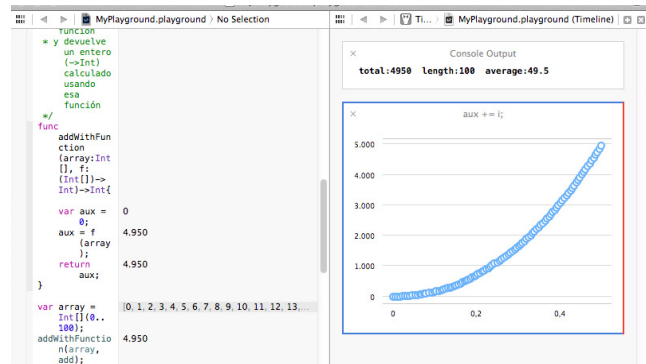 MyPlayground.playground › No Selection
función
* y devuelve
un entero
(->Int)
calculado
usando
esa
función
*/
func
addWithFun
ction
(array:Int
[], f:
(Int[])->
Int)->Int{
var aux =
0;
0
aux = f
(array
);
4.950
return
aux;
4.950
}
var array =
Int[](0..
100);
[0, 1, 2, 3, 4, 5, 6, 7, 8, 9, 10, 11, 12, 13,...
addWithFunctio
n(array,
add);
4.950
Ti... › MyPlayground.playground (Timeline)
Console Output
total:4950 length:100 average:49.5
aux += i;
5.000
4.000
3.000
2.000
1.000
0
0 0,2 0,4